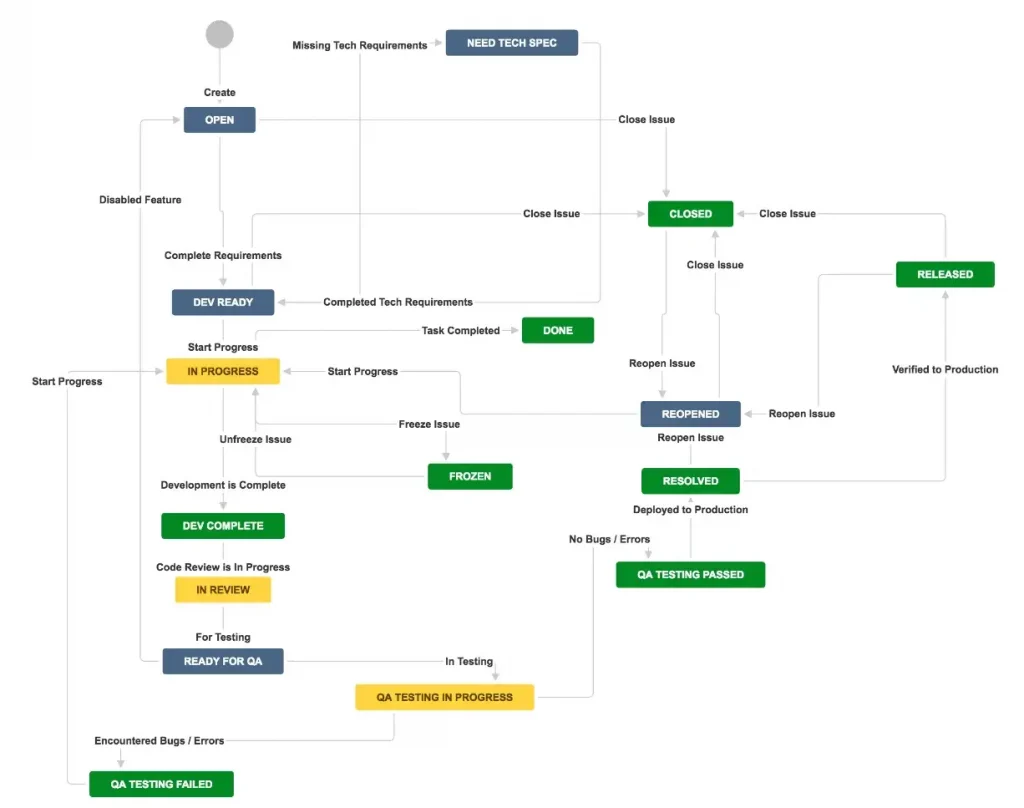 Missing Tech Requirements
NEED TECH SPEC
Create
OPEN
Close Issue
Disabled Feature
Close Issue
CLOSED
Close Issue
Complete Requirements
Close Issue
RELEASED
DEV READY
Completed Tech Requirements
Task Completed
DONE
Start Progress
IN PROGRESS
Start Progress
Start Progress
Reopen Issue
Verified to Production
REOPENED
Reopen Issue
Freeze Issue
Unfreeze Issue
Reopen Issue
FROZEN
RESOLVED
Development is Complete
Deployed to Production
DEV COMPLETE
No Bugs / Errors
Code Review is In Progress
QA TESTING PASSED
IN REVIEW
For Testing
READY FOR QA
In Testing
QA TESTING IN PROGRESS
Encountered Bugs / Errors
QA TESTING FAILED